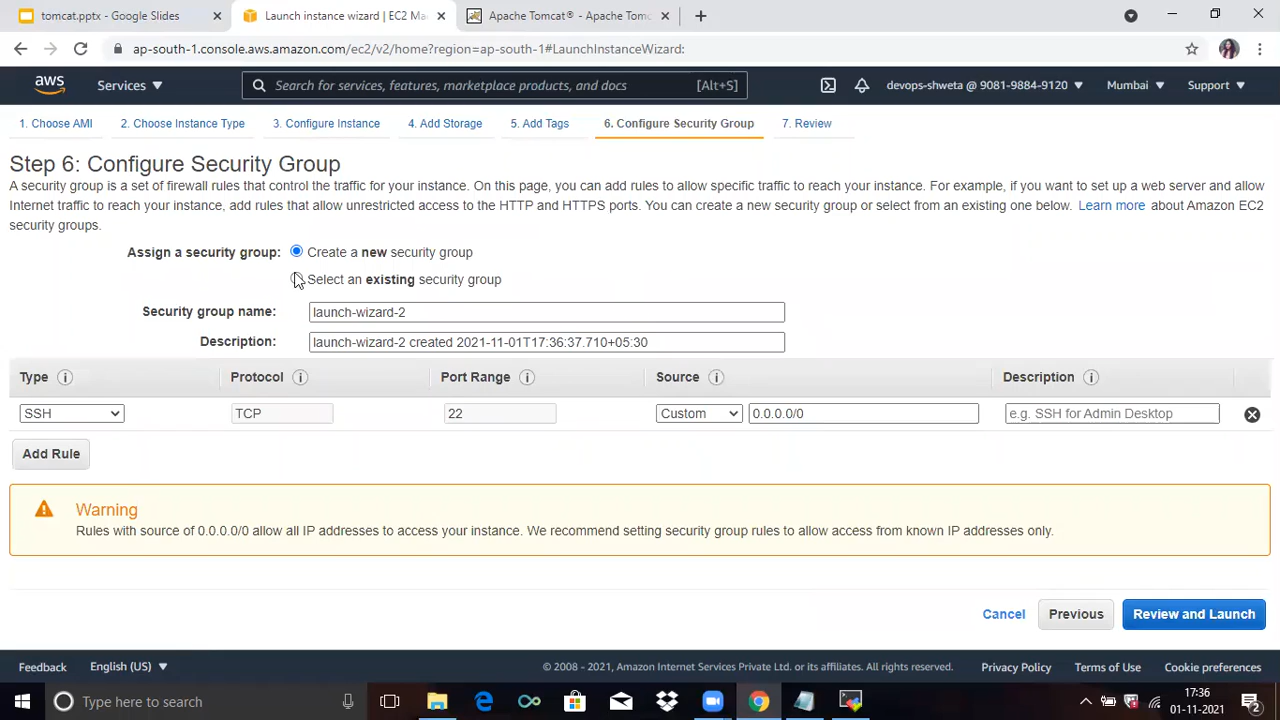 tomcat.pptx - Google Slides
Launch instance wizard | EC2 Ma
Apache Tomcat® - Apache Tomc
ap-south-1.console.aws.amazon.com/ec2/v2/home?region=ap-south-1#LaunchInstanceWizard:
aws
Services
Search for services, features, marketplace products, and docs
[Alt+S]
devops-shweta @ 9081-9884-9120
Mumbai
Support
1. Choose AMI
2. Choose Instance Type
3. Configure Instance
4. Add Storage
5. Add Tags
6. Configure Security Group
7. Review
Step 6: Configure Security Group
A security group is a set of firewall rules that control the traffic for your instance. On this page, you can add rules to allow specific traffic to reach your instance. For example, if you want to set up a web server and allow
Internet traffic to reach your instance, add rules that allow unrestricted access to the HTTP and HTTPS ports. You can create a new security group or select from an existing one below. Learn more about Amazon EC2
security groups.
Assign a security group:
Create a new security group
Select an existing security group
Security group name:
launch-wizard-2
Description:
launch-wizard-2 created 2021-11-01T17:36:37.710+05:30
Type
Protocol
Port Range
Source
Description
SSH
TCP
22
Custom
0.0.0.0/0
e.g. SSH for Admin Desktop
Add Rule
Warning
Rules with source of 0.0.0.0/0 allow all IP addresses to access your instance. We recommend setting security group rules to allow access from known IP addresses only.
Cancel
Previous
Review and Launch
Feedback
English (US)
© 2008 - 2021, Amazon Internet Services Private Ltd. or its affiliates. All rights reserved.
Privacy Policy
Terms of Use
Cookie preferences
Type here to search
17:36
01-11-2021
2